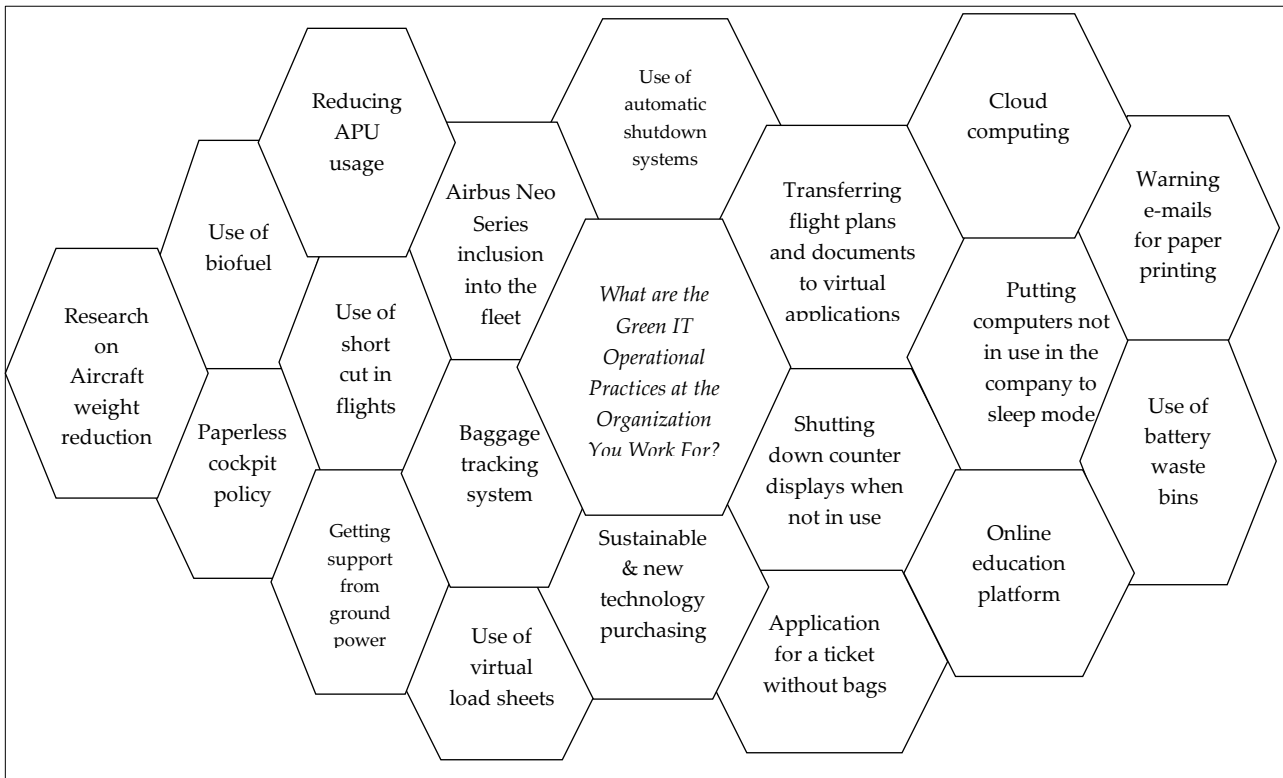 Reducing
APU
usage
Use of
automatic
shutdown
systems
Cloud
computing
Warning
e-mails
for paper
printing
Airbus Neo
Series
inclusion
into the
fleet
Transferring
flight plans
and documents
to virtual
applications
Use of
biofuel
Research
on
Aircraft
weight
reduction
Use of
short
cut in
flights
What are the
Green IT
Operational
Practices at the
Organization
You Work For?
Putting
computers not
in use in the
company to
sleep mode
Use of
battery
waste
bins
Paperless
cockpit
policy
Baggage
tracking
system
Shutting
down counter
displays when
not in use
Getting
support
from
ground
power
Sustainable
& new
technology
purchasing
Online
education
platform
Use of
virtual
load sheets
Application
for a ticket
without bags